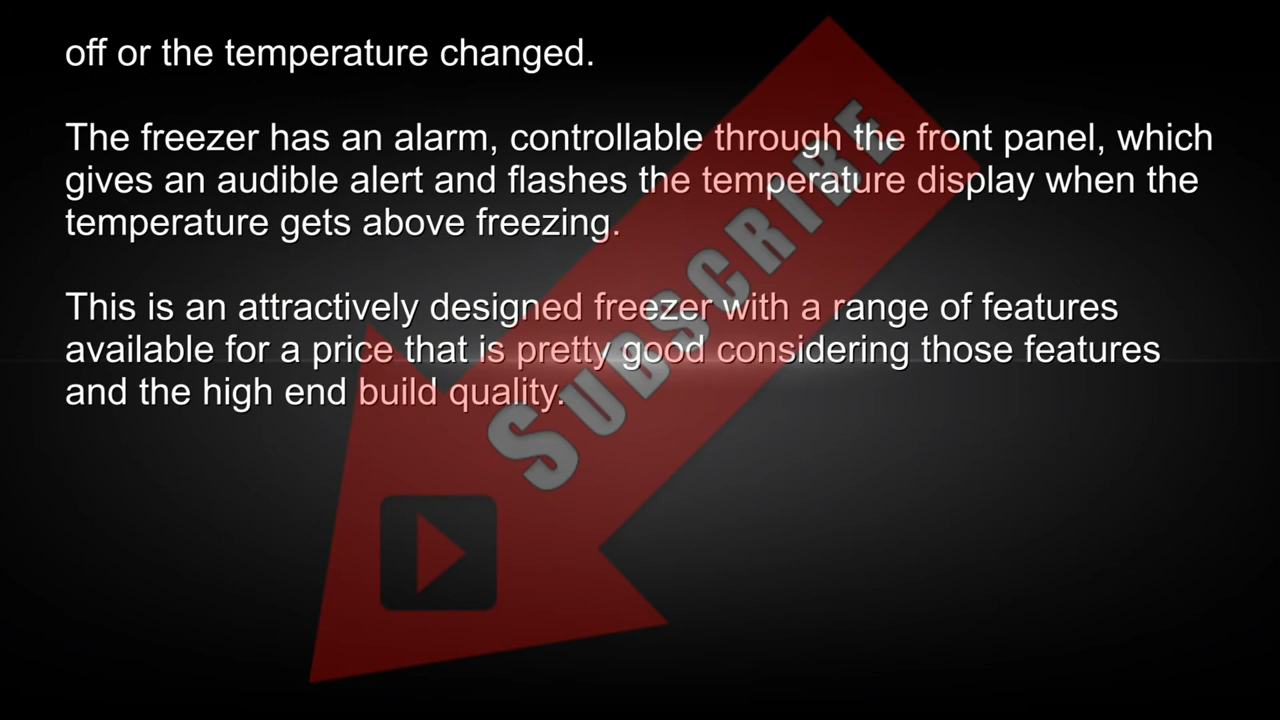 off or the temperature changed.
The freezer has an alarm, controllable through the front panel, which
gives an audible alert and flashes the temperature display when the
temperature gets above freezing.
This is an attractively designed freezer with a range of features
available for a price that is pretty good considering those features
and the high end build quality.
SUBSCRIBE